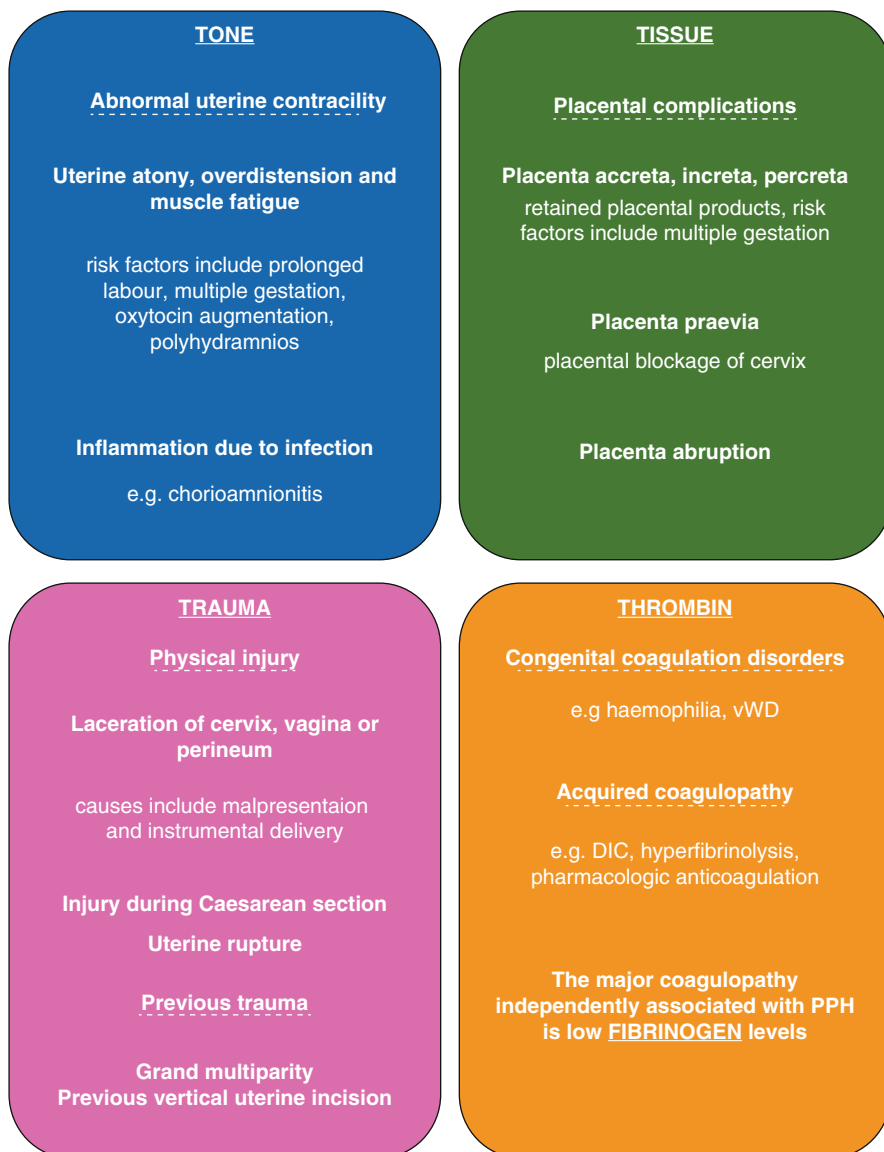 TONE
Abnormal uterine contracility
Uterine atony, overdistension and
muscle fatigue
risk factors include prolonged
labour, multiple gestation,
oxytocin augmentation,
polyhydramnios
Inflammation due to infection
e.g. chorioamnionitis
TISSUE
Placental complications
Placenta accreta, increta, percreta
retained placental products, risk
factors include multiple gestation
Placenta praevia
placental blockage of cervix
Placenta abruption
TRAUMA
Physical injury
Laceration of cervix, vagina or
perineum
causes include malpresentaion
and instrumental delivery
Injury during Caesarean section
Uterine rupture
Previous trauma
Grand multiparity
Previous vertical uterine incision
THROMBIN
Congenital coagulation disorders
e.g haemophilia, vWD
Acquired coagulopathy
e.g. DIC, hyperfibrinolysis,
pharmacologic anticoagulation
The major coagulopathy
independently associated with PPH
is low FIBRINOGEN levels